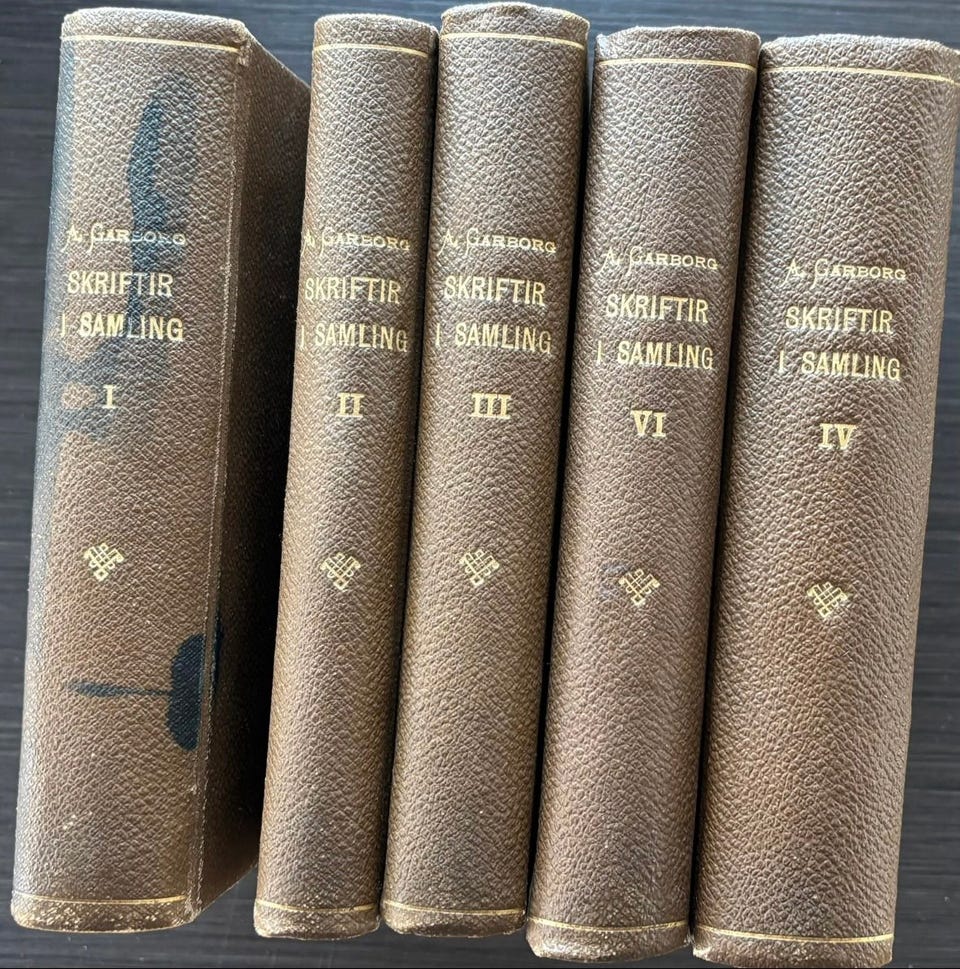 A. GARBORG
SKRIFTIR
I SAMLING
I
A. GARBORG
SKRIFTIR
I SAMLING
II
A. GARBORG
SKRIFTIR
I SAMLING
III
A. GARBORG
SKRIFTIR
I SAMLING
VI
A. GARBORG
SKRIFTIR
I SAMLING
IV